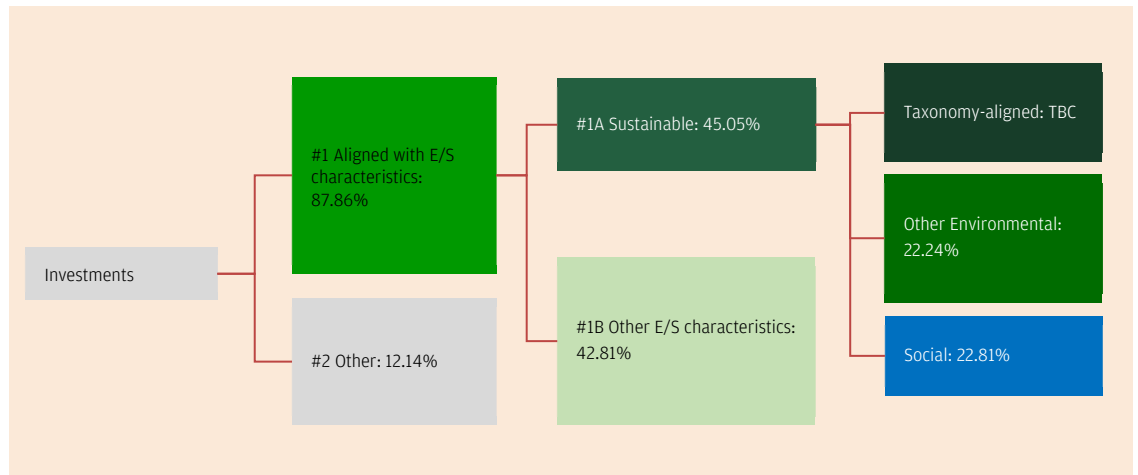 Investments
#1 Aligned with E/S
characteristics:
87.86%
#2 Other: 12.14%
#1A Sustainable: 45.05%
#1B Other E/S characteristics:
42.81%
Taxonomy-aligned: TBC
Other Environmental:
22.24%
Social: 22.81%